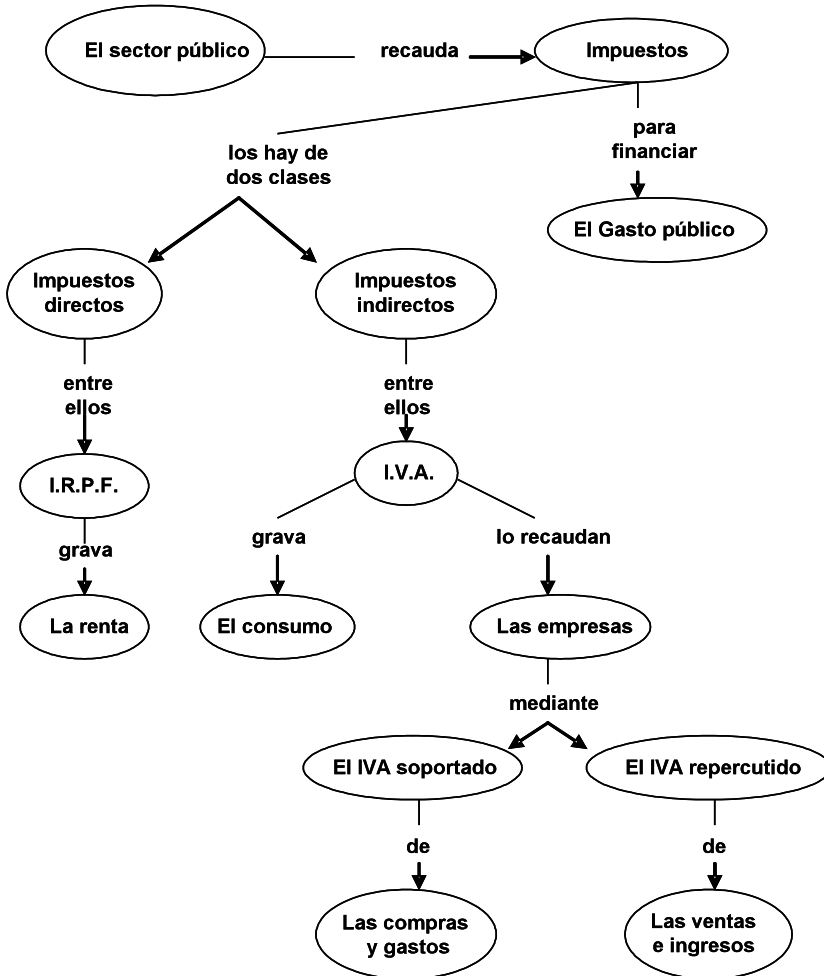 El sector público
recauda
Impuestos
para
financiar
los hay de
dos clases
El Gasto público
Impuestos
directos
Impuestos
indirectos
entre
ellos
entre
ellos
I.R.P.F.
I.V.A.
grava
grava
lo recaudan
La renta
El consumo
Las empresas
mediante
El IVA soportado
El IVA repercutido
de
de
Las compras
y gastos
Las ventas
e ingresos